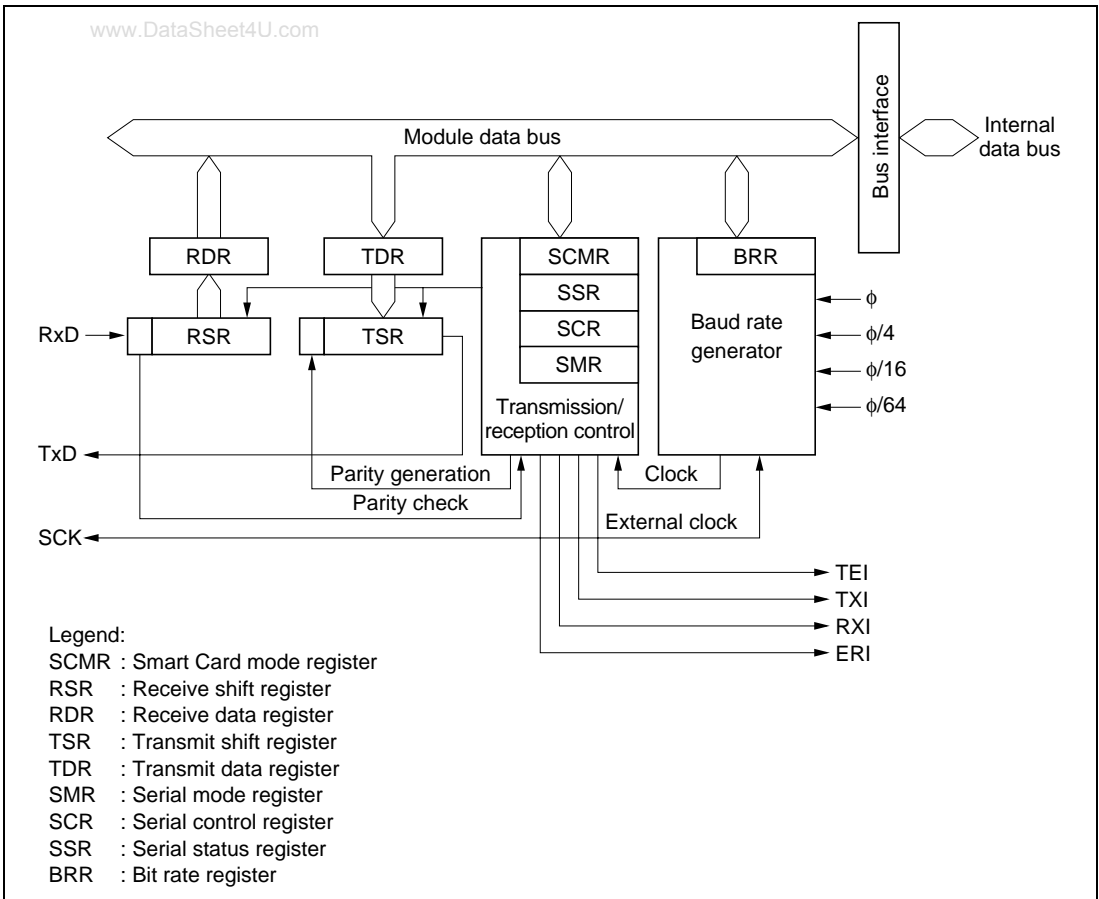 www.DataSheet4U.com
Module data bus
Bus interface
Internal
data bus
RDR
TDR
SCMR
BRR
SSR
SCR
SMR
RxD
RSR
TSR
Baud rate
generator
ϕ
ϕ/4
ϕ/16
ϕ/64
Transmission/
reception control
TxD
Parity generation
Clock
Parity check
External clock
SCK
TEI
TXI
RXI
ERI
Legend:
SCMR : Smart Card mode register
RSR : Receive shift register
RDR : Receive data register
TSR : Transmit shift register
TDR : Transmit data register
SMR : Serial mode register
SCR : Serial control register
SSR : Serial status register
BRR : Bit rate register